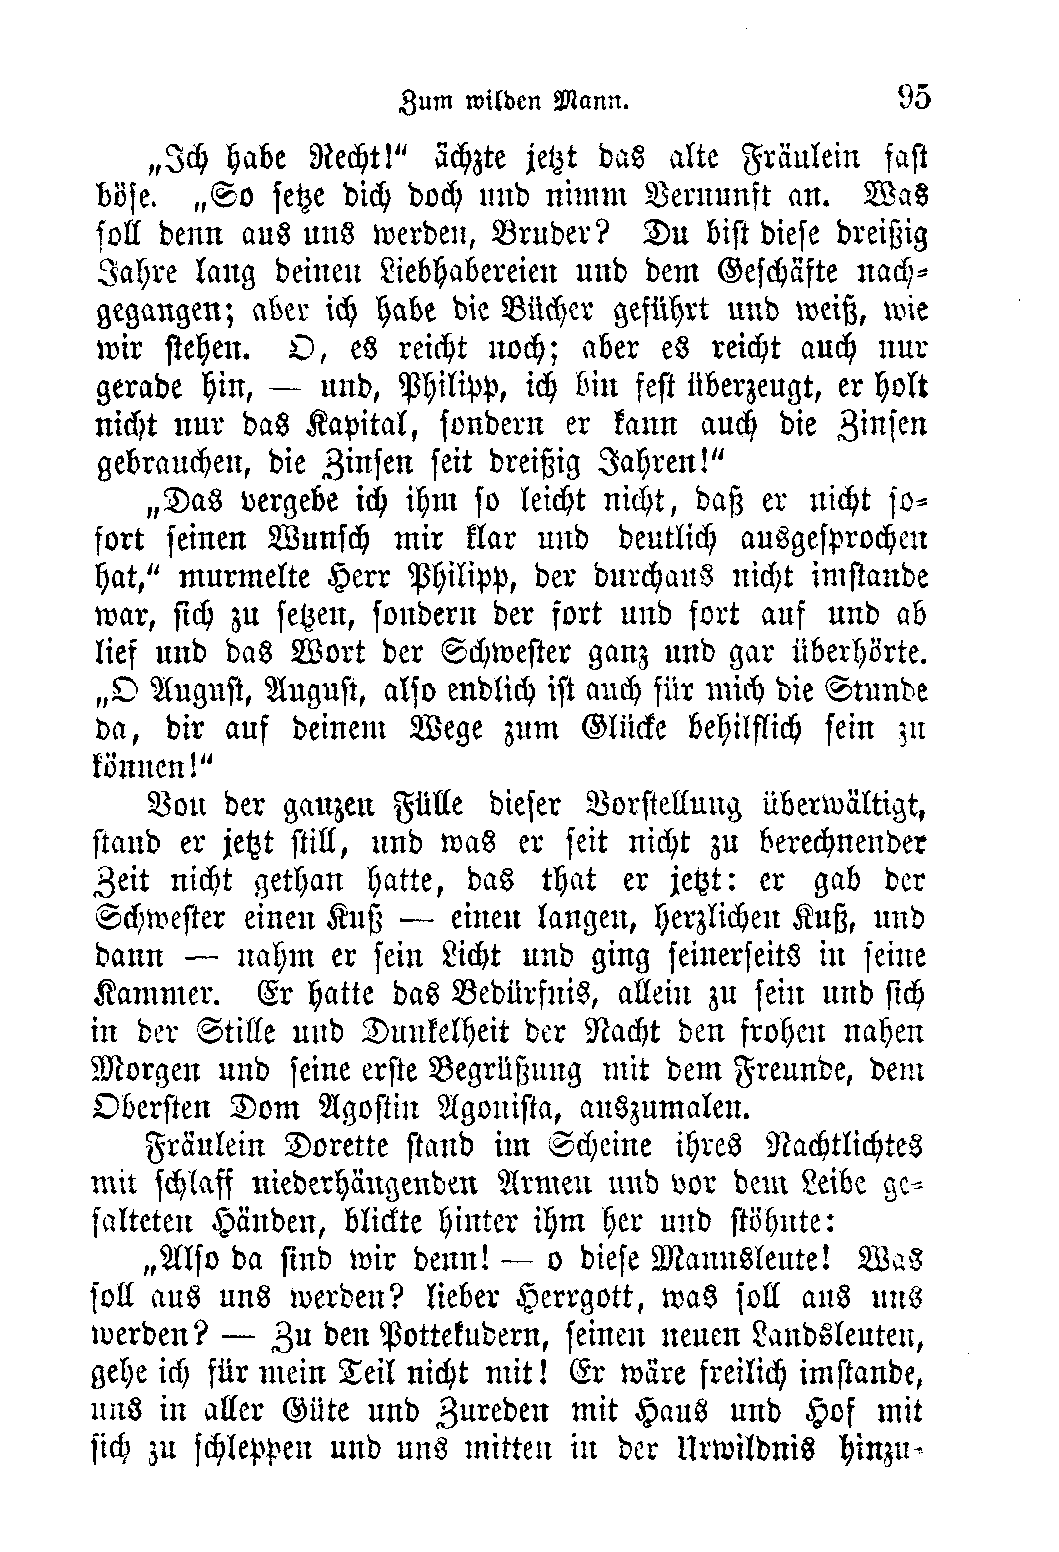 Zum wilden Mann. 95
„Ich habe Recht!“ ächzte jetzt das alte Fräulein fast
böse. „So setze dich doch und nimm Vernunft an. Was
soll denn aus uns werden, Bruder? Du bist diese dreißig
Jahre lang deinen Liebhabereien und dem Geschäfte nach-
gegangen; aber ich habe die Bücher geführt und weiß, wie
wir stehen. O, es reicht noch; aber es reicht auch nur
gerade hin, — und, Philipp, ich bin fest überzeugt, er holt
nicht nur das Kapital, sondern er kann auch die Zinsen
gebrauchen, die Zinsen seit dreißig Jahren!“
„Das vergebe ich ihm so leicht nicht, daß er nicht so-
fort seinen Wunsch mir klar und deutlich ausgesprochen
hat,“ murmelte Herr Philipp, der durchaus nicht imstande
war, sich zu setzen, sondern der fort und fort auf und ab
lief und das Wort der Schwester ganz und gar überhörte.
„O August, August, also endlich ist auch für mich die Stunde
da, dir auf deinem Wege zum Glücke behilflich sein zu
können!“
Von der ganzen Fülle dieser Vorstellung überwältigt,
stand er jetzt still, und was er seit nicht zu berechnender
Zeit nicht gethan hatte, das that er jetzt: er gab der
Schwester einen Kuß — einen langen, herzlichen Kuß, und
dann — nahm er sein Licht und ging seinerseits in seine
Kammer. Er hatte das Bedürfnis, allein zu sein und sich
in der Stille und Dunkelheit der Nacht den frohen nahen
Morgen und seine erste Begrüßung mit dem Freunde, dem
Obersten Dom Agostin Agonista, auszumalen.
Fräulein Dorette stand im Scheine ihres Nachtlichtes
mit schlaff niederhängenden Armen und vor dem Leibe ge-
falteten Händen, blickte hinter ihm her und stöhnte:
„Also da sind wir denn! — o diese Mannsleute! Was
soll aus uns werden? lieber Herrgott, was soll aus uns
werden? — Zu den Pottekudern, seinen neuen Landsleuten,
gehe ich für mein Teil nicht mit! Er wäre freilich imstande,
uns in aller Güte und Zureden mit Haus und Hof mit
sich zu schleppen und uns mitten in der Urwildnis hinzu-